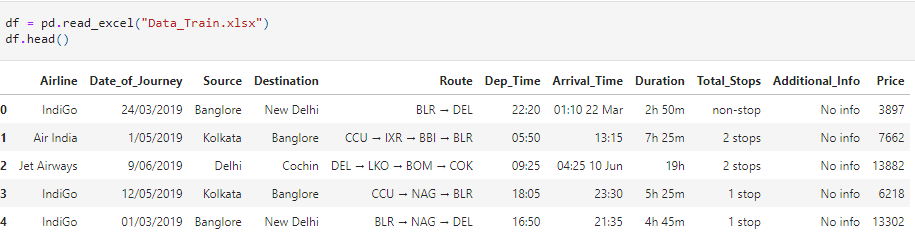 df = pd.read_excel("Data_Train.xlsx")
df.head()
Airline Date_of_Journey Source Destination Route Dep_Time Arrival_Time Duration Total_Stops Additional_Info Price
0 IndiGo 24/03/2019 Banglore New Delhi BLR → DEL 22:20 01:10 22 Mar 2h 50m non-stop No info 3897
1 Air India 1/05/2019 Kolkata Banglore CCU → IXR → BBI → BLR 05:50 13:15 7h 25m 2 stops No info 7662
2 Jet Airways 9/06/2019 Delhi Cochin DEL → LKO → BOM → COK 09:25 04:25 10 Jun 19h 2 stops No info 13882
3 IndiGo 12/05/2019 Kolkata Banglore CCU → NAG → BLR 18:05 23:30 5h 25m 1 stop No info 6218
4 IndiGo 01/03/2019 Banglore New Delhi BLR → NAG → DEL 16:50 21:35 4h 45m 1 stop No info 13302